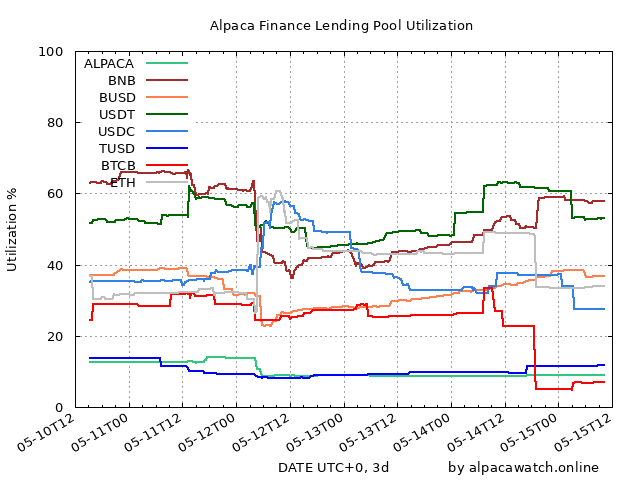 Alpaca Finance Lending Pool Utilization
100
80
60
40
20
0
Utilization %
ALPACA
BNB
BUSD
USDT
USDC
TUSD
BTCB
ETH
05-10T12
05-11T00
05-11T12
05-12T00
05-12T12
05-13T00
05-13T12
05-14T00
05-14T12
05-15T00
05-15T12
DATE UTC+0, 3d
by alpacawatch.online